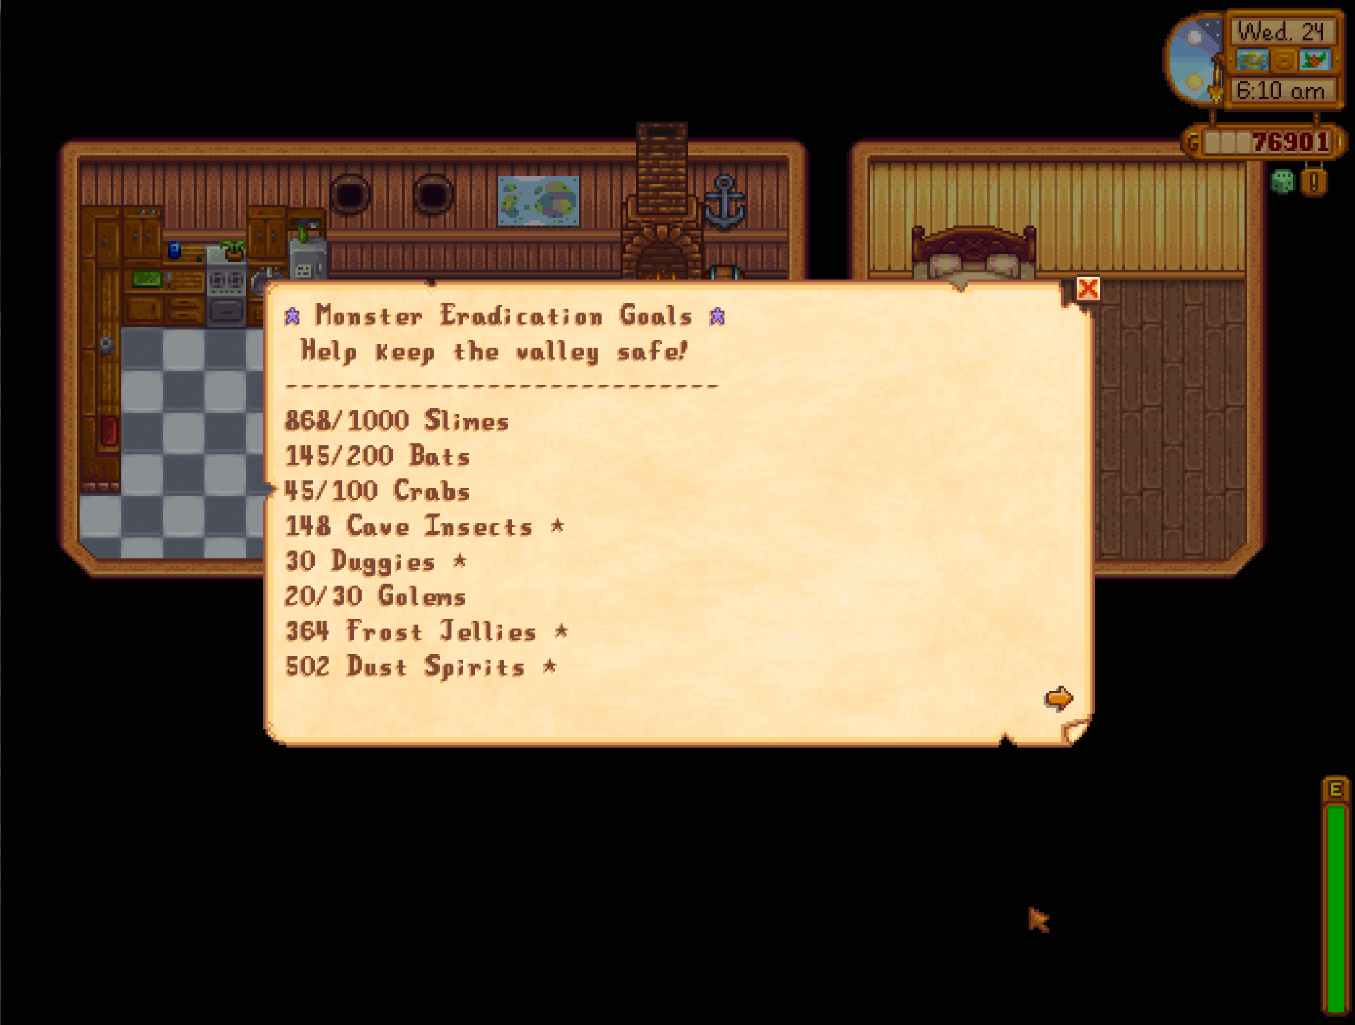 Wed. 24
6:10 am
G 76901
* Monster Eradication Goals *
Help keep the valley safe!
----------------------------
868/1000 Slimes
145/200 Bats
45/100 Crabs
148 Cave Insects *
30 Duggies *
20/30 Golems
364 Frost Jellies *
502 Dust Spirits *
E